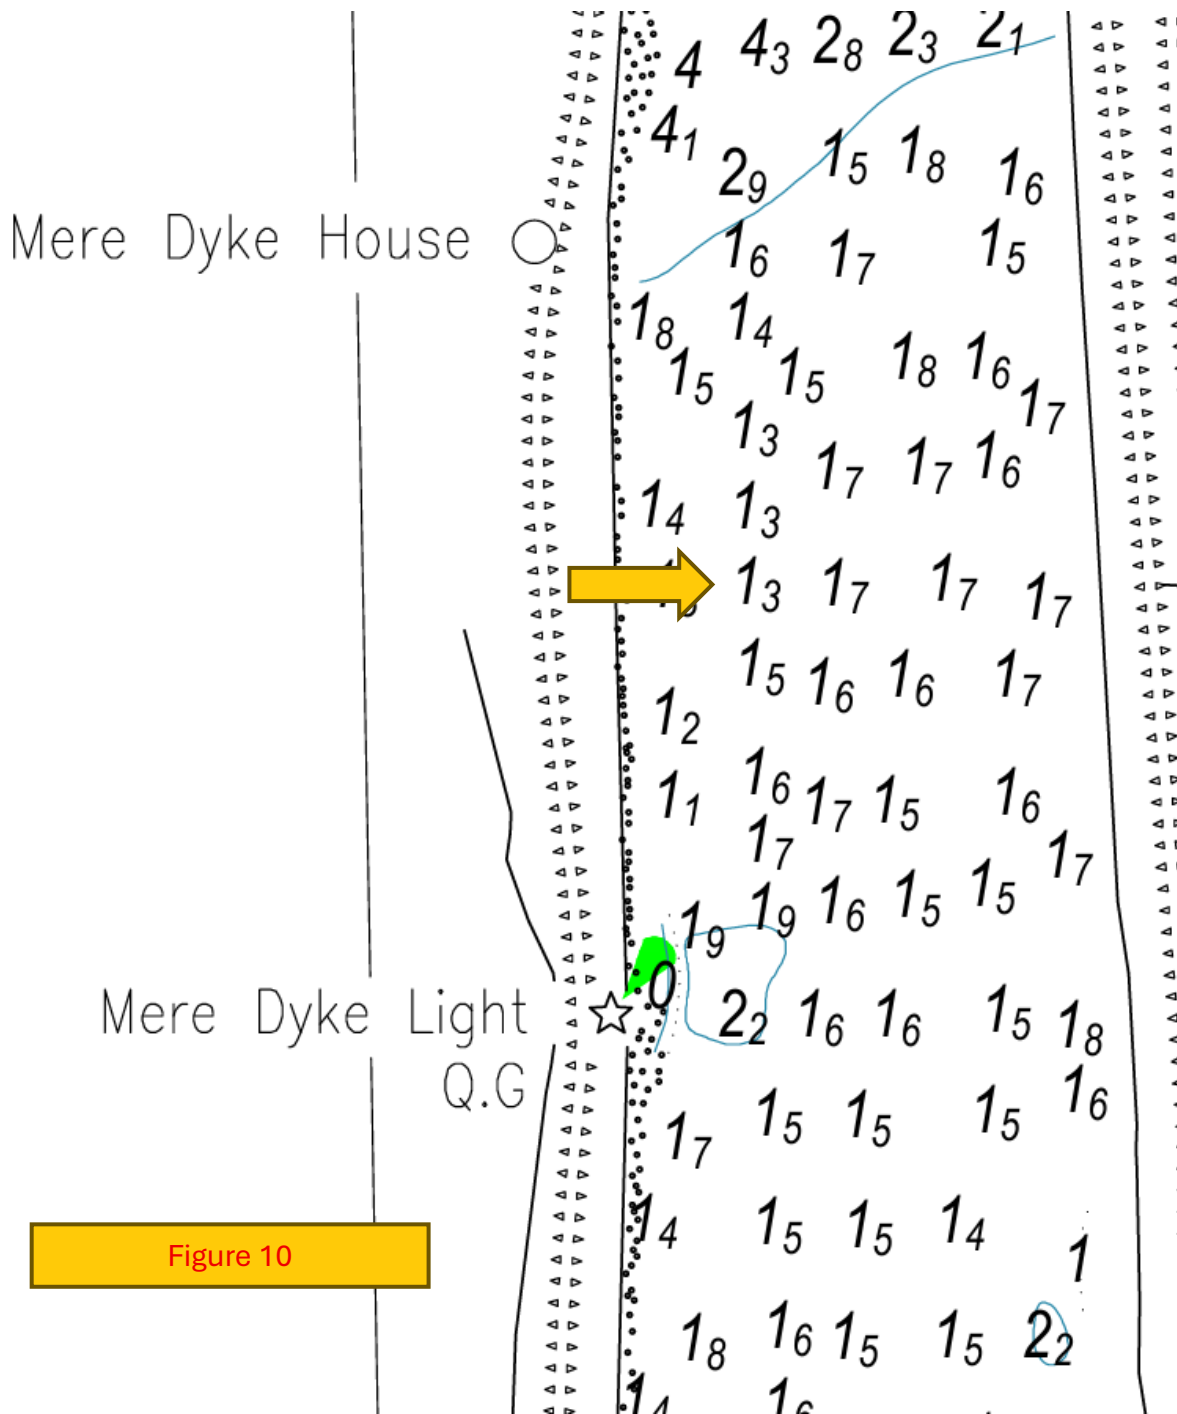 4 4₃ 2₈ 2₃ 2₁
4₁ 2₉ 1₅ 1₈ 1₆
Mere Dyke House 1₆ 1₇ 1₅
1₈ 1₄
1₅ 1₅ 1₈ 1₆
1₃ 1₇
1₇ 1₇ 1₆
1₄ 1₃
1₃ 1₇ 1₇ 1₇
1₅ 1₆ 1₆ 1₇
1₂
1₁ 1₆ 1₇ 1₅ 1₆
1₇ 1₇
1₉ 1₉ 1₆ 1₅ 1₅
0
Mere Dyke Light 2₂ 1₆ 1₆ 1₅ 1₈
Q.G
1₇ 1₅ 1₅ 1₅ 1₆
1₄ 1₅ 1₅ 1₄
Figure 10 1
1₈ 1₆ 1₅ 1₅ 2₂
1₄ 1₆